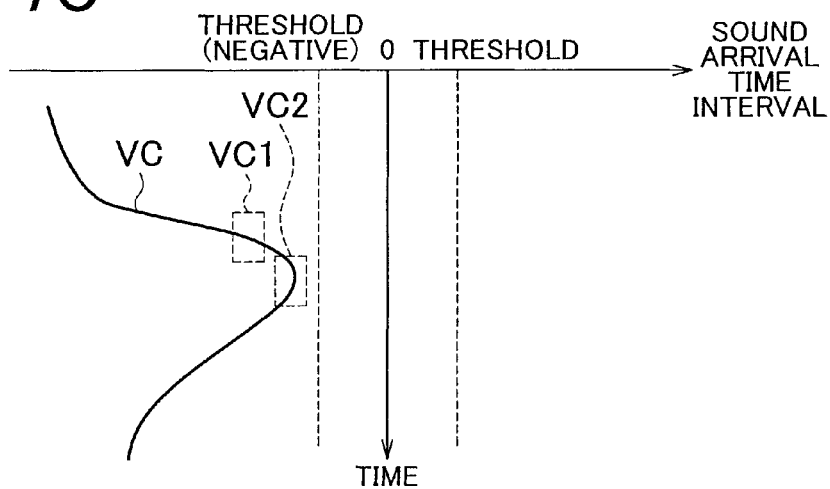 THRESHOLD
(NEGATIVE) 0 THRESHOLD
SOUND
ARRIVAL
TIME
INTERVAL
VC2
VC VC1
TIME